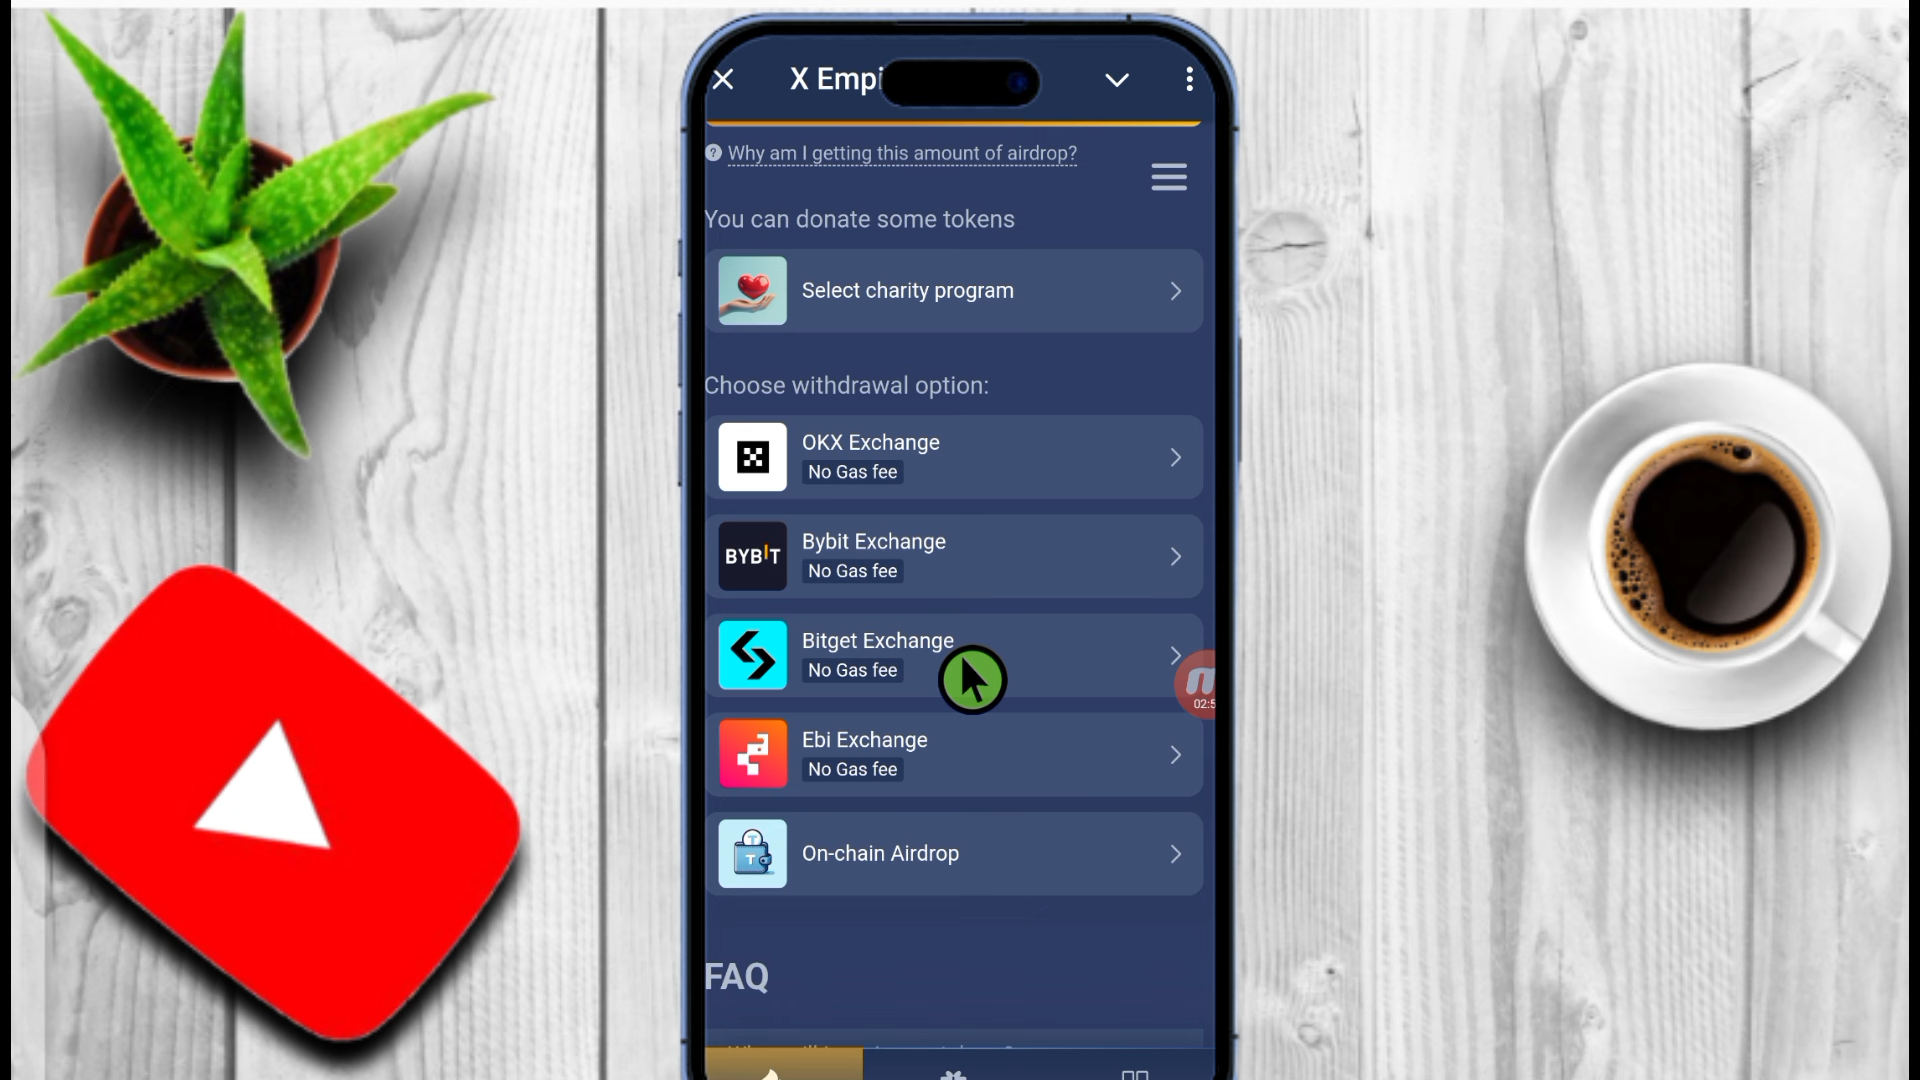 X Empi
Why am I getting this amount of airdrop?
You can donate some tokens
Select charity program
Choose withdrawal option:
OKX Exchange
No Gas fee
BYBIT
Bybit Exchange
No Gas fee
Bitget Exchange
No Gas fee
02:5
Ebi Exchange
No Gas fee
On-chain Airdrop
FAQ